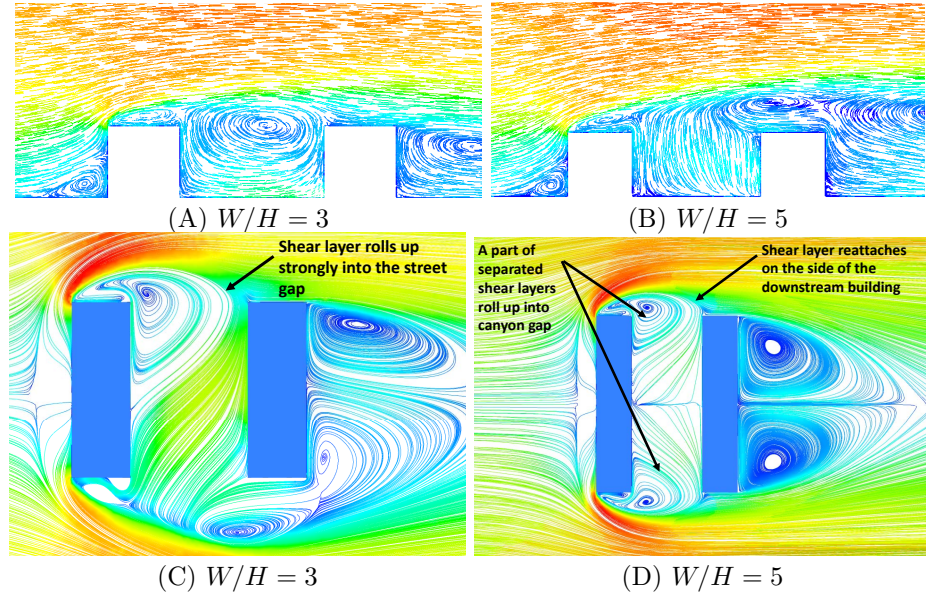 (A) W/H = 3
(B) W/H = 5
Shear layer rolls up
strongly into the street
gap
A part of
separated
shear layers
roll up into
canyon gap
Shear layer reattaches
on the side of the
downstream building
(C) W/H = 3
(D) W/H = 5